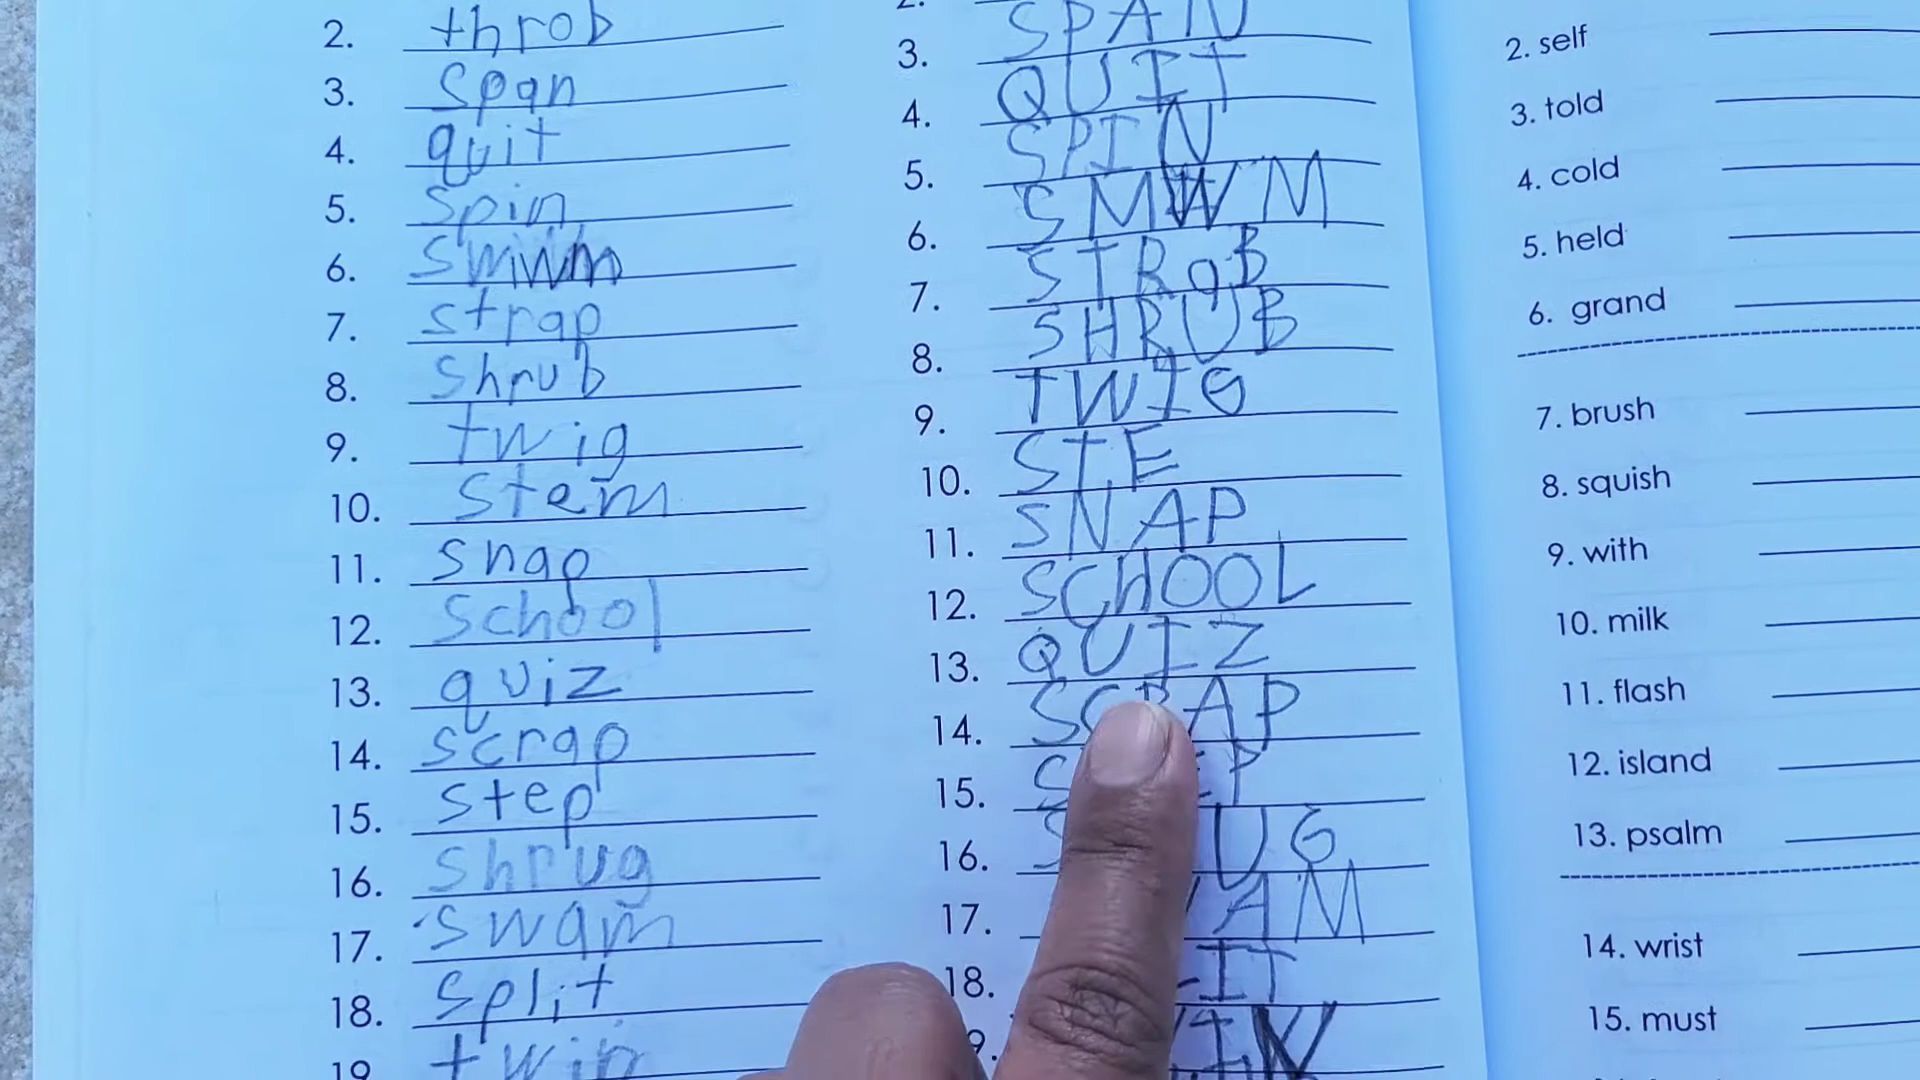 2. throb
3. span
4. quit
5. spin
6. smwm
7. strap
8. shrub
9. twig
10. stem
11. snap
12. school
13. quiz
14. scrap
15. step
16. shrug
17. swam
18. split
19. twin
2. SPAN
3. QUIT
4. SPIN
5. SMWM
6. STRaB
7. SHRUB
8. TWIG
9. STE
10. SNAP
11. SCHOOL
12. QUIZ
13. SCRAP
14.
15.
16.
17.
18.
2. self
3. told
4. cold
5. held
6. grand
7. brush
8. squish
9. with
10. milk
11. flash
12. island
13. psalm
14. wrist
15. must